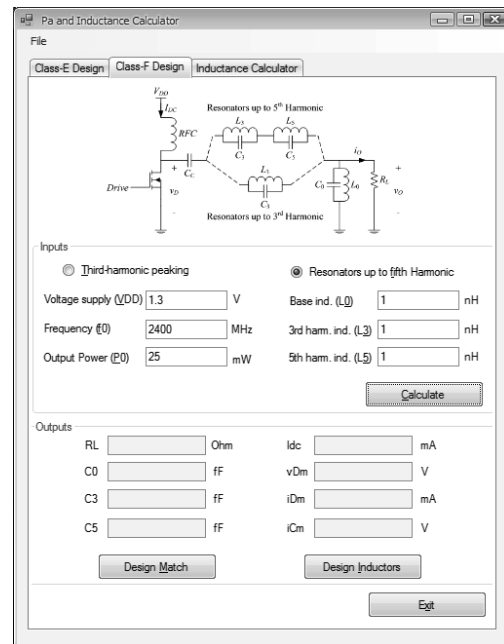 Pa and Inductance Calculator
File
Class-E Design Class-F Design Inductance Calculator
VDD
IDC
RFC
Resonators up to 5th Harmonic
L3 L5
C3 C5
CC
Drive
+ vD -
L3
C3
Resonators up to 3rd Harmonic
iO
C0 L0 RL
+ vO -
Inputs
Third-harmonic peaking Resonators up to fifth Harmonic
Voltage supply (VDD) 1.3 V Base ind. (L0) 1 nH
Frequency (f0) 2400 MHz 3rd harm. ind. (L3) 1 nH
Output Power (P0) 25 mW 5th harm. ind. (L5) 1 nH
Calculate
Outputs
RL Ohm Idc mA
C0 fF vDm V
C3 fF iDm mA
C5 fF iCm V
Design Match Design Inductors
Exit